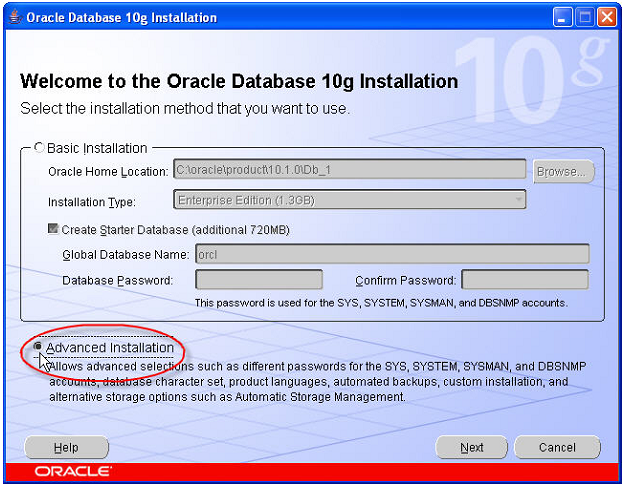 Oracle Database 10g Installation
10g
Welcome to the Oracle Database 10g Installation
Select the installation method that you want to use.
Basic Installation
Oracle Home Location: C:\oracle\product\10.1.0\Db_1 Browse...
Installation Type: Enterprise Edition (1.3GB)
Create Starter Database (additional 720MB)
Global Database Name: orcl
Database Password: Confirm Password:
This password is used for the SYS, SYSTEM, SYSMAN, and DBSNMP accounts.
Advanced Installation
Allows advanced selections such as different passwords for the SYS, SYSTEM, SYSMAN, and DBSNMP
accounts, database character set, product languages, automated backups, custom installation, and
alternative storage options such as Automatic Storage Management.
Help Next Cancel
ORACLE